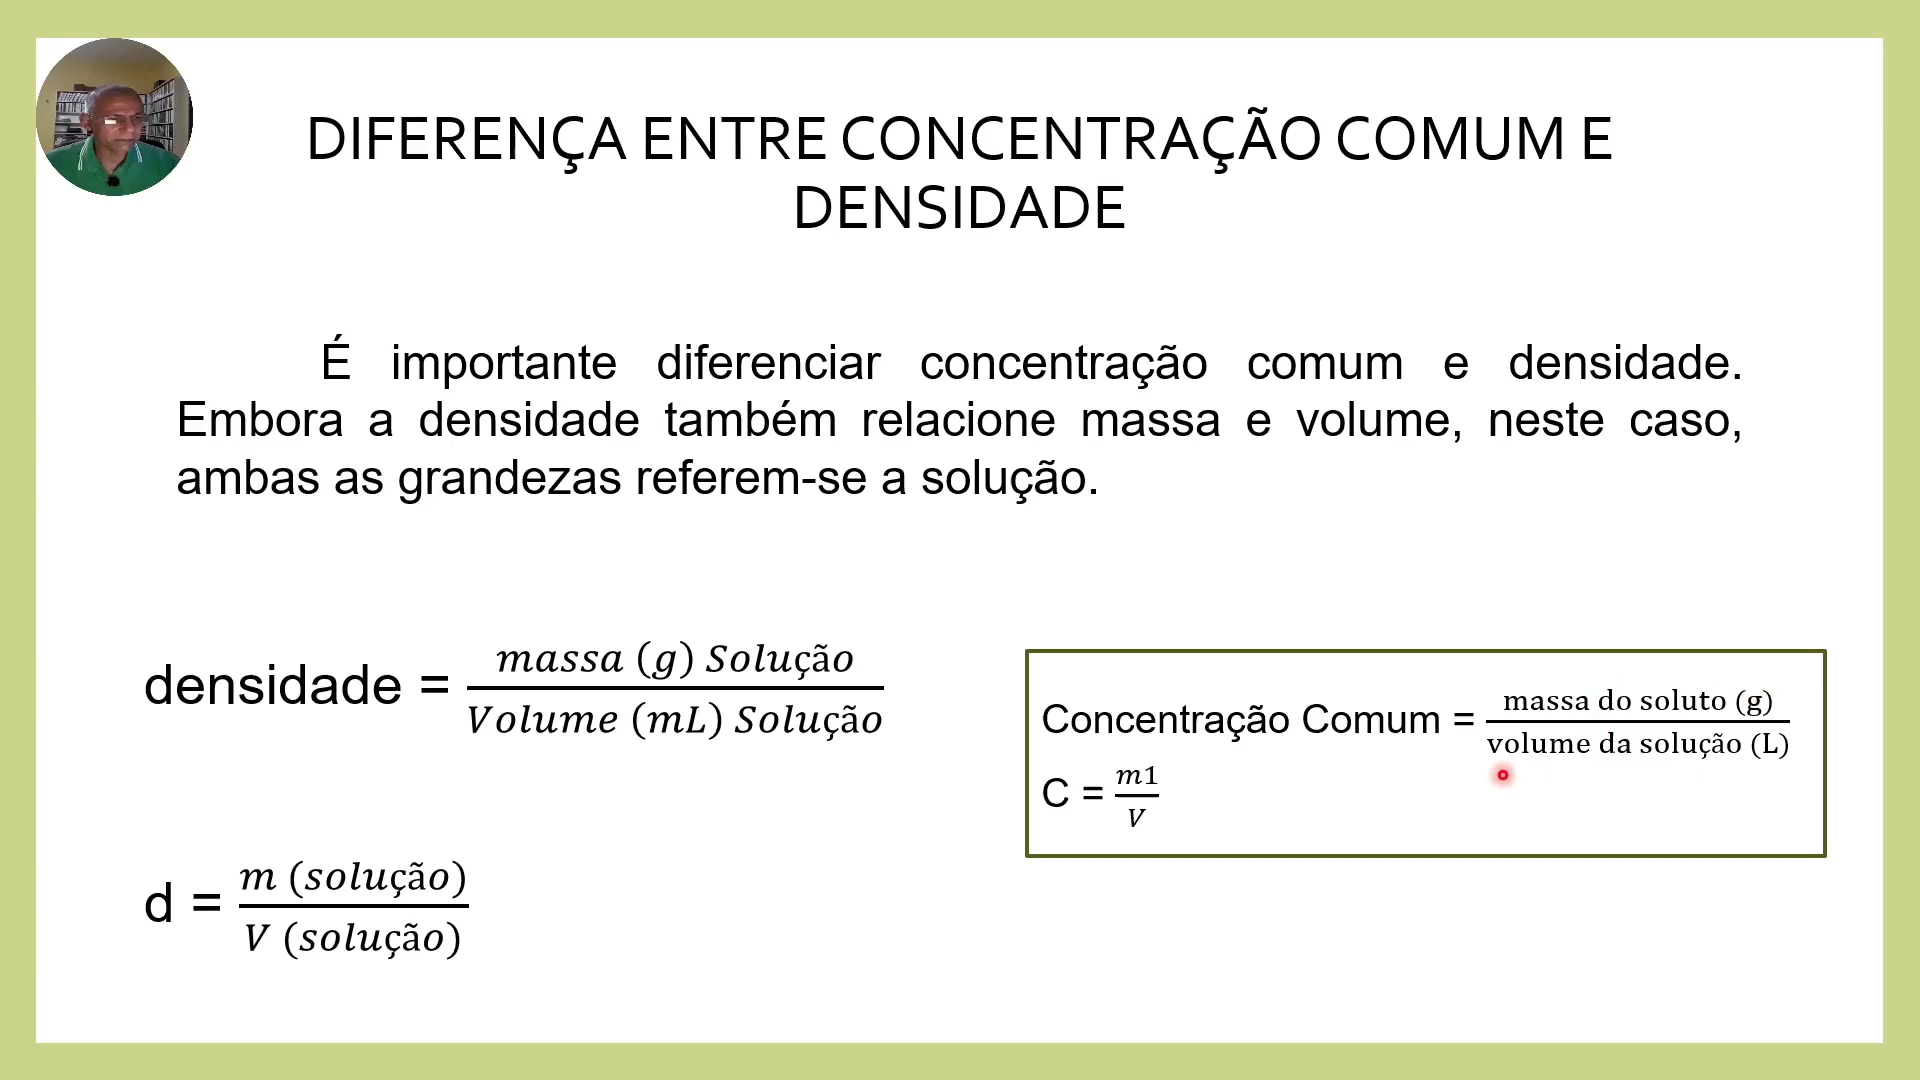 DIFERENÇA ENTRE CONCENTRAÇÃO COMUM E
DENSIDADE
É importante diferenciar concentração comum e densidade.
Embora a densidade também relacione massa e volume, neste caso,
ambas as grandezas referem-se a solução.
densidade = massa (g) Solução / Volume (mL) Solução
d = m (solução) / V (solução)
Concentração Comum = massa do soluto (g) / volume da solução (L)
C = m1 / V